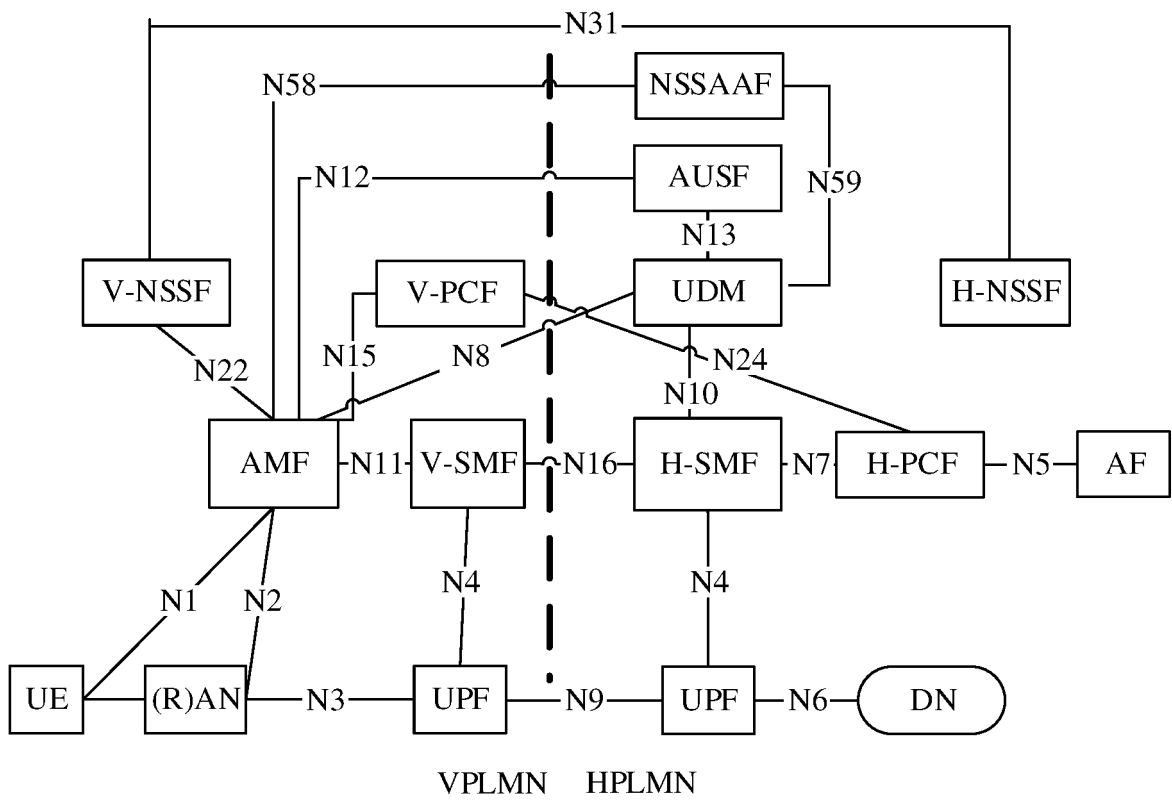 N31
N58
NSSAAF
N12
AUSF
N59
N13
V-NSSF
V-PCF
UDM
H-NSSF
N22
N15
N8
N24
N10
AMF
N11
V-SMF
N16
H-SMF
N7
H-PCF
N5
AF
N1
N2
N4
N4
UE
(R)AN
N3
UPF
N9
UPF
N6
DN
VPLMN
HPLMN